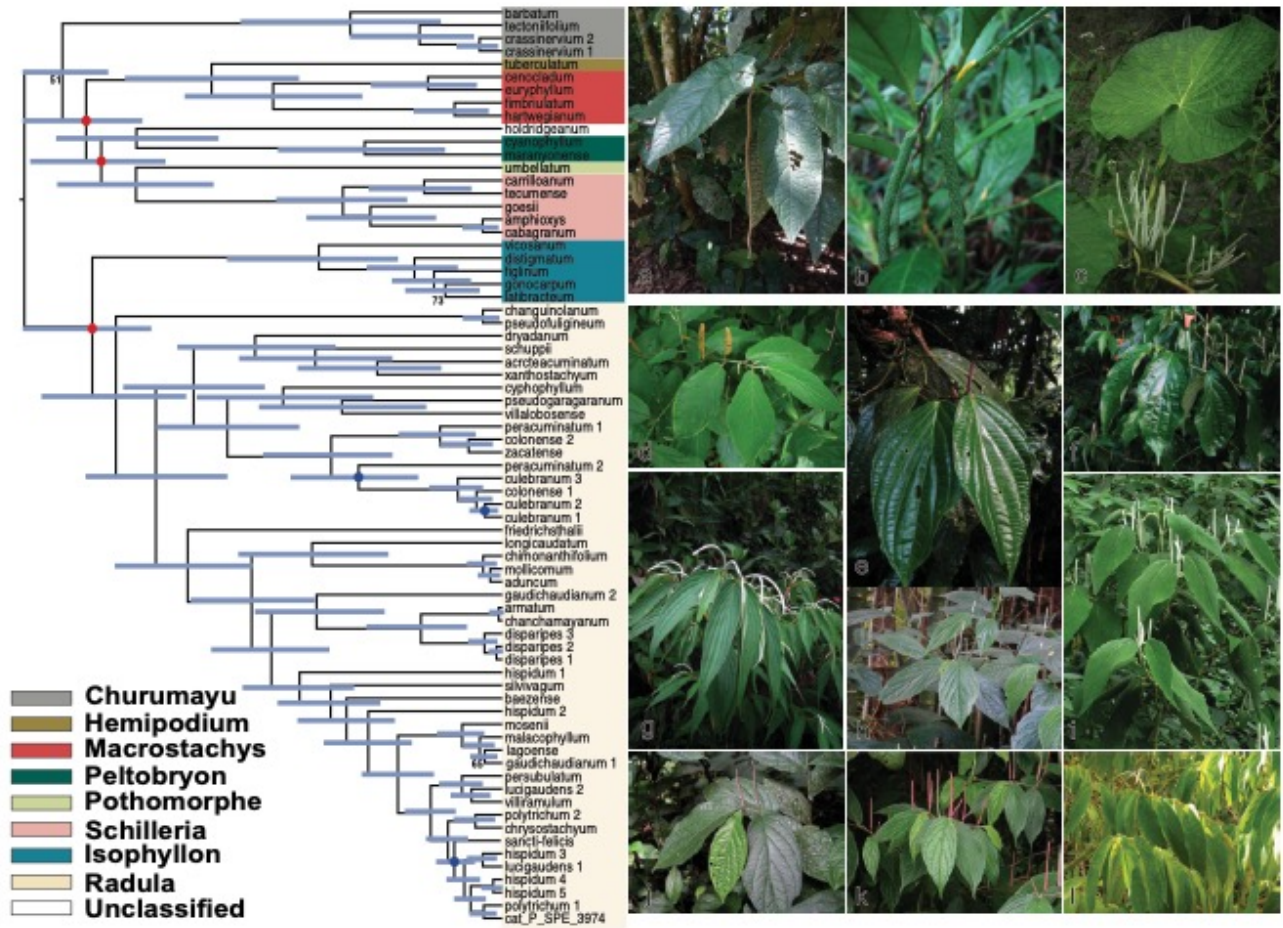 barbatum
tectoniifolium
crassinervium 2
crassinervium 1
51
tuberculatum
cenocladum
euryphyllum
fimbriulatum
hartwegianum
holdridgeanum
cyanophyllum
maranyonense
umbellatum
carrilloanum
tecumense
goesii
amphioxys
cabagranum
vicosanum
distigmatum
figlinum
gonocarpum
latibracteum
73
changuinolanum
pseudofuligineum
dryadanum
schuppii
acreteacuminatum
xanthostachyum
cyphophyllum
pseudogaragaranum
villalobosense
peracuminatum 1
colonense 2
zacatense
peracuminatum 2
culebranum 3
colonense 1
culebranum 2
culebranum 1
friedrichsthalii
longicaudatum
chimonanthifolium
mollicomum
aduncum
gaudichaudianum 2
armatum
chanchamayanum
disparipes 3
disparipes 2
disparipes 1
hispidum 1
silvivagum
baezense
hispidum 2
mosenii
malacophyllum
lagoense
gaudichaudianum 1
persubulatum
lucigaudens 2
villiramulum
polytrichum 2
chrysostachyum
sancti-felicis
hispidum 3
lucigaudens 1
hispidum 4
hispidum 5
polytrichum 1
cat_P_SPE_3974
Churumayu
Hemipodium
Macrostachys
Peltobryon
Pothomorphe
Schilleria
Isophyllon
Radula
Unclassified
a
b
c
d
e
f
g
i
j
k
l